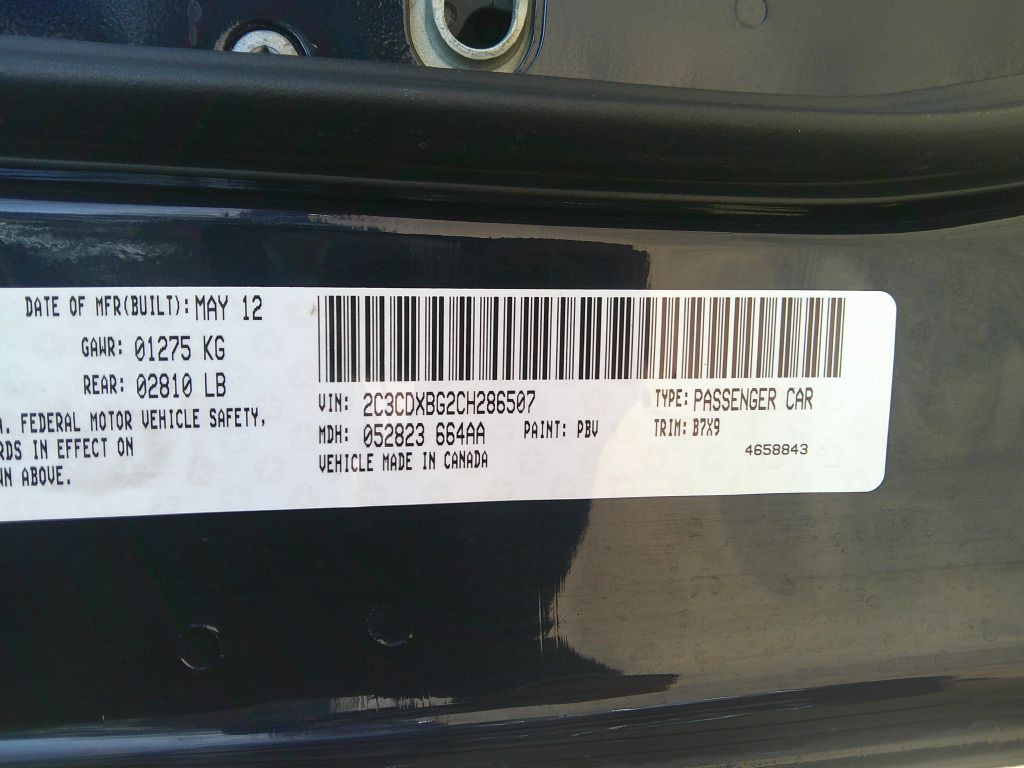 DATE OF MFR(BUILT): MAY 12
GAWR: 01275 KG
REAR: 02810 LB
FEDERAL MOTOR VEHICLE SAFETY,
IN EFFECT ON
ABOVE.
VIN: 2C3CDXBG2CH286507 TYPE: PASSENGER CAR
MDH: 052823 664AA PAINT: PBV TRIM: B7X9
VEHICLE MADE IN CANADA 4658843